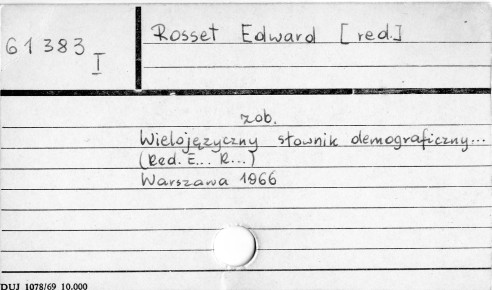 61383
I
Rosset Edward [red.]
zob.
Wielojęzyczny słownik demograficzny...
(Red. E... R...)
Warszawa 1966
DUJ 1078/69 10.000